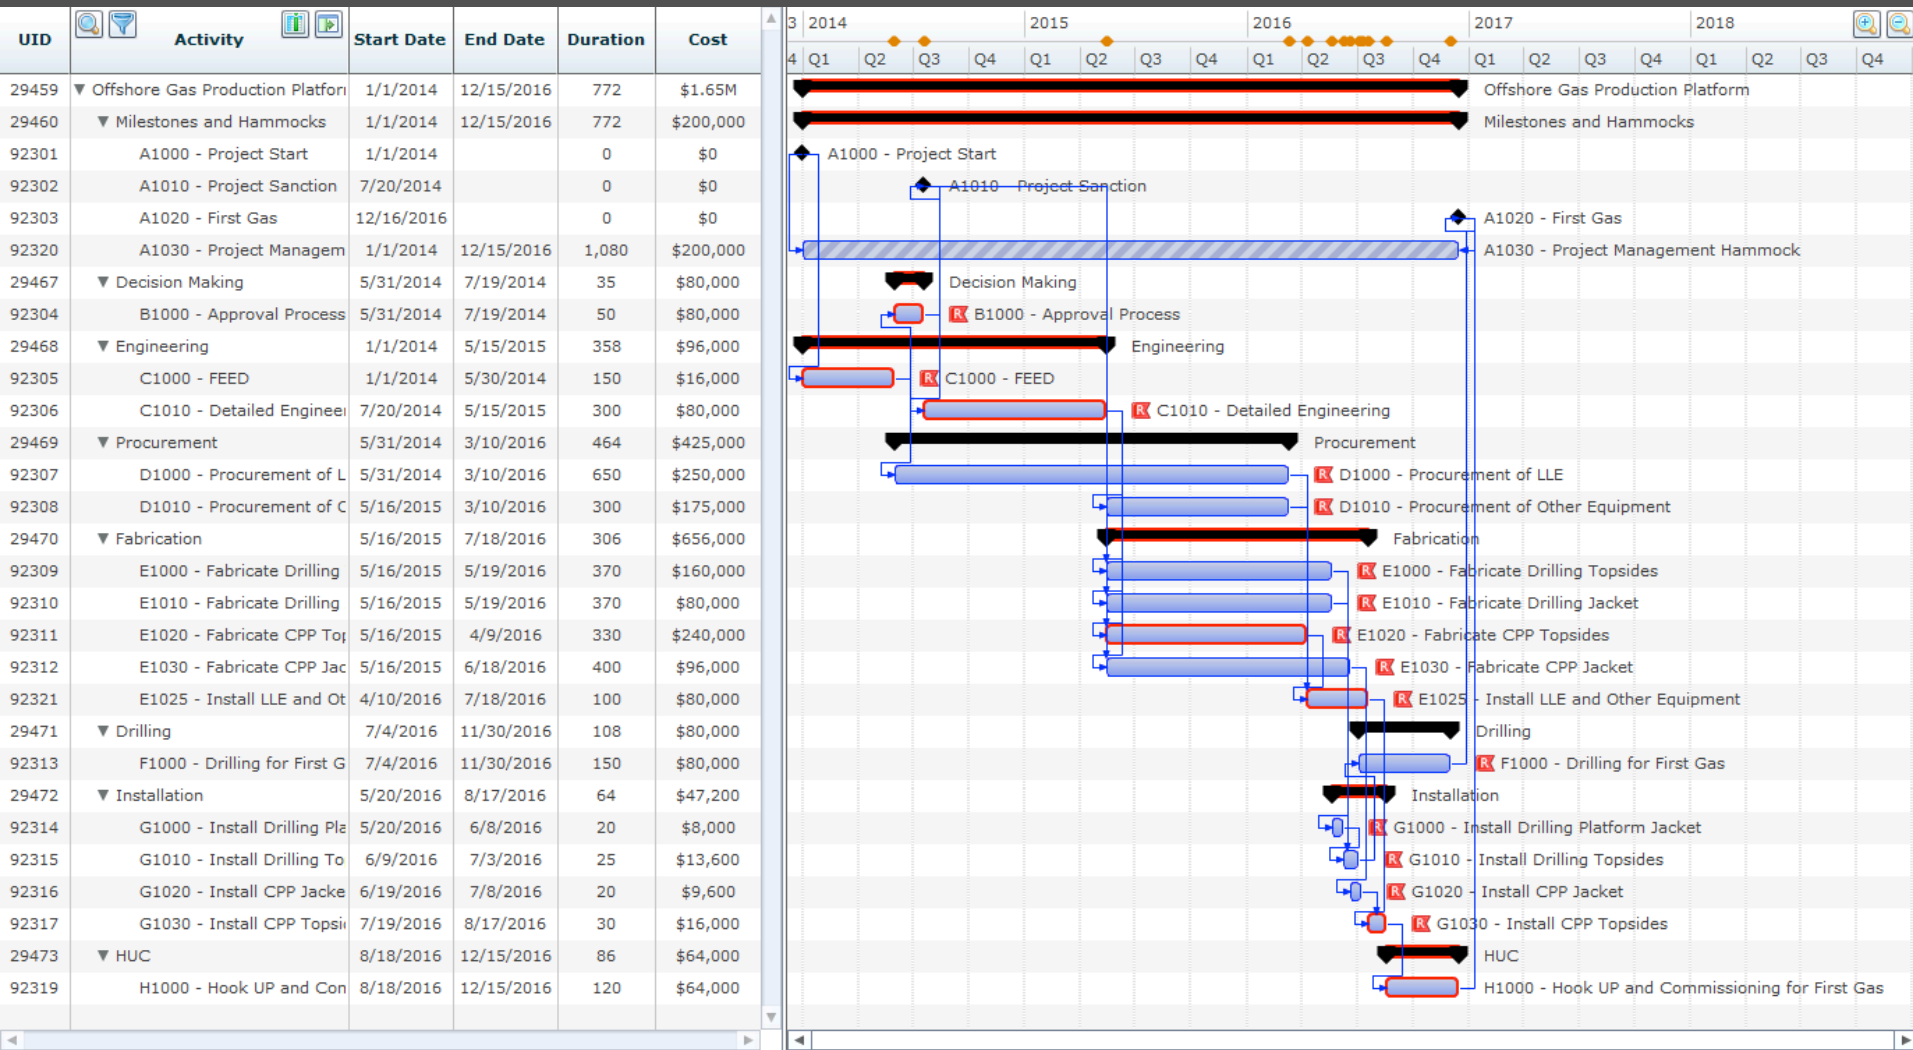 UID Activity Start Date End Date Duration Cost
3 2014 2015 2016 2017 2018
4 Q1 Q2 Q3 Q4 Q1 Q2 Q3 Q4 Q1 Q2 Q3 Q4 Q1 Q2 Q3 Q4 Q1 Q2 Q3 Q4
29459 Offshore Gas Production Platfor 1/1/2014 12/15/2016 772 $1.65M Offshore Gas Production Platform
29460 Milestones and Hammocks 1/1/2014 12/15/2016 772 $200,000 Milestones and Hammocks
92301 A1000 - Project Start 1/1/2014 0 $0 A1000 - Project Start
92302 A1010 - Project Sanction 7/20/2014 0 $0 A1010 - Project Sanction
92303 A1020 - First Gas 12/16/2016 0 $0 A1020 - First Gas
92320 A1030 - Project Managem 1/1/2014 12/15/2016 1,080 $200,000 A1030 - Project Management Hammock
29467 Decision Making 5/31/2014 7/19/2014 35 $80,000 Decision Making
92304 B1000 - Approval Process 5/31/2014 7/19/2014 50 $80,000 R B1000 - Approval Process
29468 Engineering 1/1/2014 5/15/2015 358 $96,000 Engineering
92305 C1000 - FEED 1/1/2014 5/30/2014 150 $16,000 R C1000 - FEED
92306 C1010 - Detailed Engineer 7/20/2014 5/15/2015 300 $80,000 R C1010 - Detailed Engineering
29469 Procurement 5/31/2014 3/10/2016 464 $425,000 Procurement
92307 D1000 - Procurement of L 5/31/2014 3/10/2016 650 $250,000 R D1000 - Procurement of LLE
92308 D1010 - Procurement of C 5/16/2015 3/10/2016 300 $175,000 R D1010 - Procurement of Other Equipment
29470 Fabrication 5/16/2015 7/18/2016 306 $656,000 Fabrication
92309 E1000 - Fabricate Drilling 5/16/2015 5/19/2016 370 $160,000 R E1000 - Fabricate Drilling Topsides
92310 E1010 - Fabricate Drilling 5/16/2015 5/19/2016 370 $80,000 R E1010 - Fabricate Drilling Jacket
92311 E1020 - Fabricate CPP Top 5/16/2015 4/9/2016 330 $240,000 R E1020 - Fabricate CPP Topsides
92312 E1030 - Fabricate CPP Jac 5/16/2015 6/18/2016 400 $96,000 R E1030 - Fabricate CPP Jacket
92321 E1025 - Install LLE and Ot 4/10/2016 7/18/2016 100 $80,000 R E1025 - Install LLE and Other Equipment
29471 Drilling 7/4/2016 11/30/2016 108 $80,000 Drilling
92313 F1000 - Drilling for First G 7/4/2016 11/30/2016 150 $80,000 R F1000 - Drilling for First Gas
29472 Installation 5/20/2016 8/17/2016 64 $47,200 Installation
92314 G1000 - Install Drilling Pla 5/20/2016 6/8/2016 20 $8,000 R G1000 - Install Drilling Platform Jacket
92315 G1010 - Install Drilling To 6/9/2016 7/3/2016 25 $13,600 R G1010 - Install Drilling Topsides
92316 G1020 - Install CPP Jacke 6/19/2016 7/8/2016 20 $9,600 R G1020 - Install CPP Jacket
92317 G1030 - Install CPP Topsi 7/19/2016 8/17/2016 30 $16,000 R G1030 - Install CPP Topsides
29473 HUC 8/18/2016 12/15/2016 86 $64,000 HUC
92319 H1000 - Hook UP and Con 8/18/2016 12/15/2016 120 $64,000 H1000 - Hook UP and Commissioning for First Gas